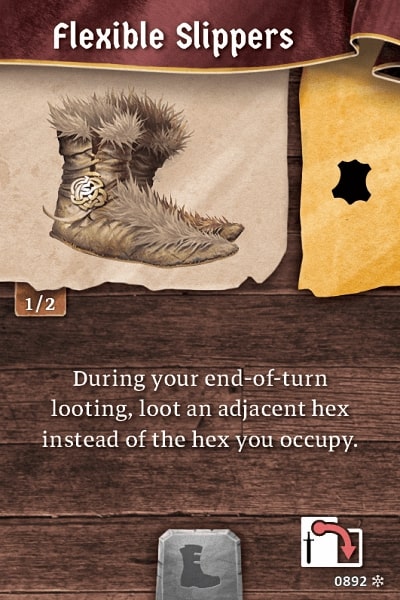 Flexible Slippers
1/2
During your end-of-turn
looting, loot an adjacent hex
instead of the hex you occupy.
0892 ✻